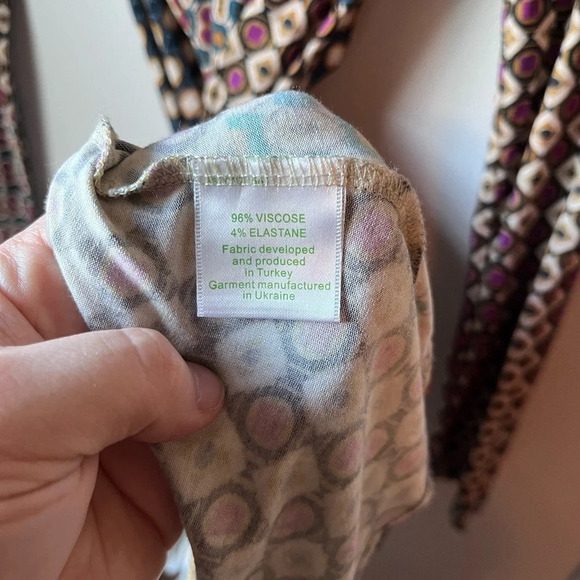 96% VISCOSE
4% ELASTANE
Fabric developed
and produced
in Turkey
Garment manufactured
in Ukraine